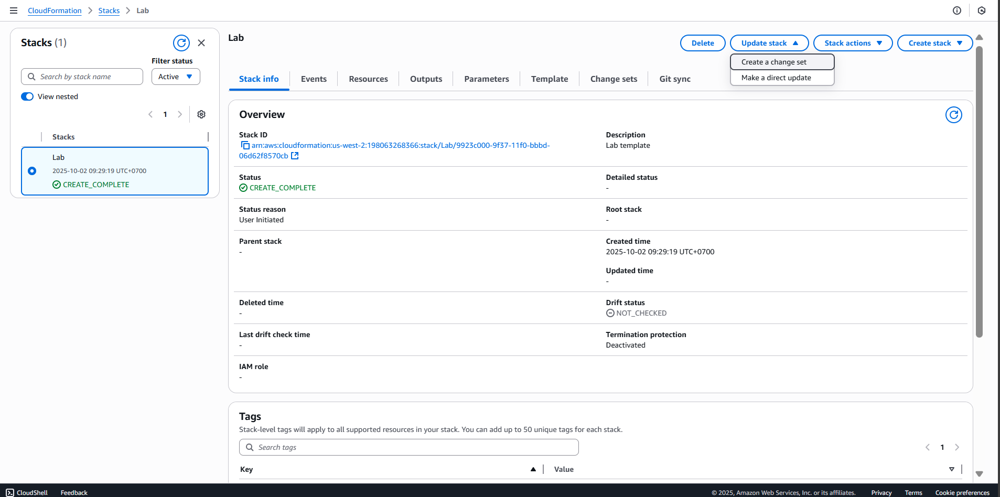 CloudFormation > Stacks > Lab
Stacks (1)
Filter status
Search by stack name
Active
View nested
1
Stacks
Lab
2025-10-02 09:29:19 UTC+0700
CREATE_COMPLETE
Lab
Delete
Update stack
Stack actions
Create stack
Create a change set
Make a direct update
Stack info
Events
Resources
Outputs
Parameters
Template
Change sets
Git sync
Overview
Stack ID
arn:aws:cloudformation:us-west-2:198063268366:stack/Lab/9923c000-9f37-11f0-bbbd-
06d62f8570cb
Description
Lab template
Status
CREATE_COMPLETE
Detailed status
-
Status reason
User Initiated
Root stack
-
Parent stack
-
Created time
2025-10-02 09:29:19 UTC+0700
Updated time
-
Deleted time
-
Drift status
NOT_CHECKED
Last drift check time
-
Termination protection
Deactivated
IAM role
-
Tags
Stack-level tags will apply to all supported resources in your stack. You can add up to 50 unique tags for each stack.
Search tags
1
Key
Value
CloudShell
Feedback
© 2025, Amazon Web Services, Inc. or its affiliates.
Privacy
Terms
Cookie preferences